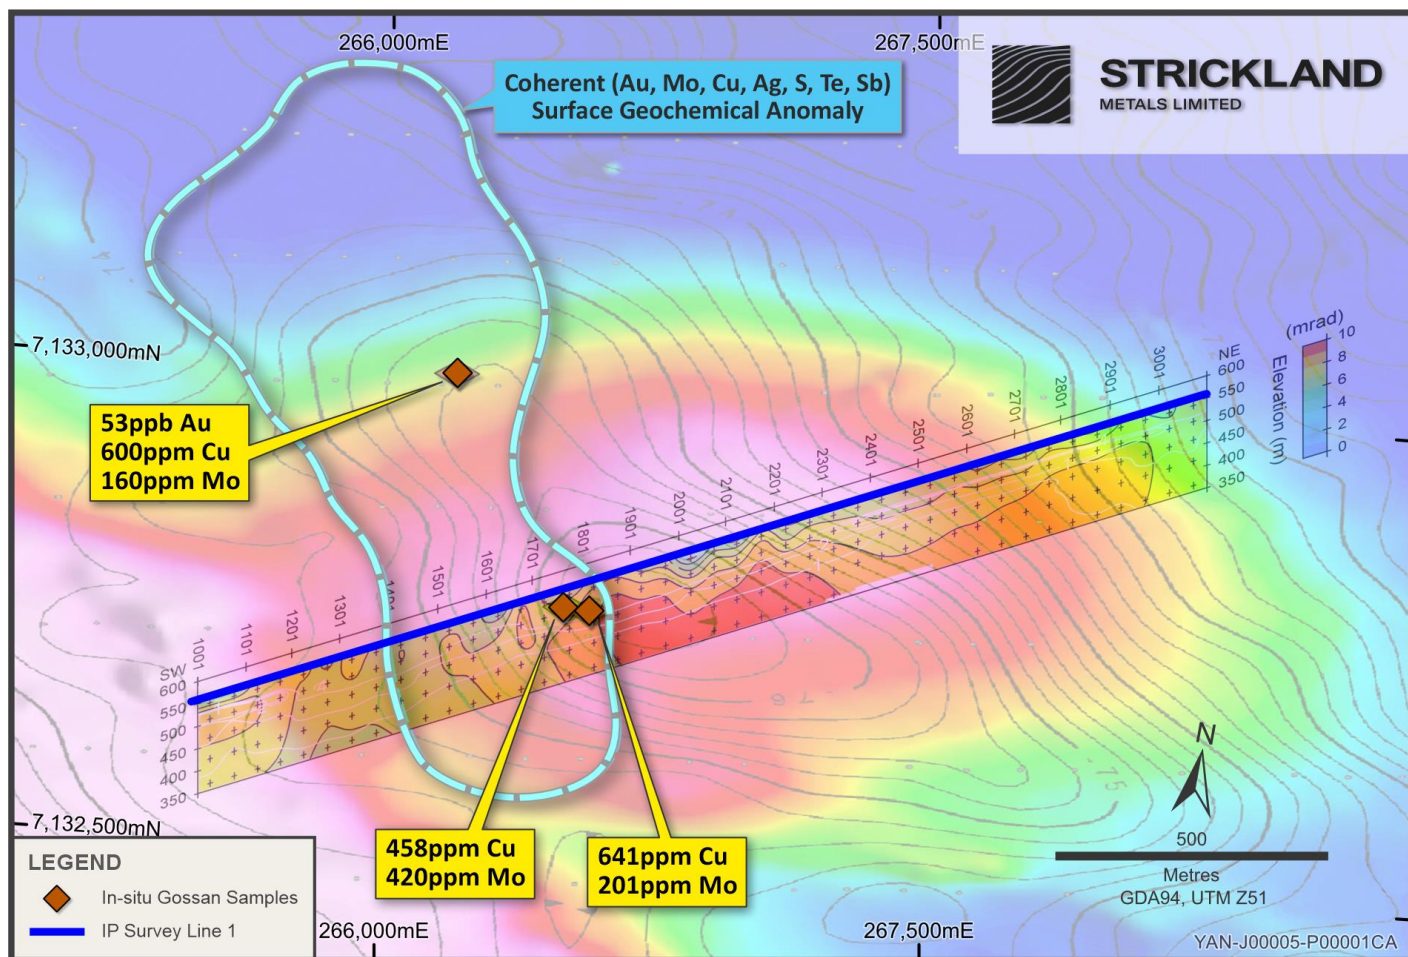 266,000mE
267,500mE
STRICKLAND
METALS LIMITED
Coherent (Au, Mo, Cu, Ag, S, Te, Sb)
Surface Geochemical Anomaly
7,133,000mN
53ppb Au
600ppm Cu
160ppm Mo
(mrad)
10
8
6
4
2
0
Elevation (m)
NE
600
550
500
450
400
350
SW
600
550
500
450
400
350
1001
1101
1201
1301
1401
1501
1601
1701
1801
1901
2001
2101
2201
2301
2401
2501
2601
2701
2801
2901
3001
458ppm Cu
420ppm Mo
641ppm Cu
201ppm Mo
7,132,500mN
N
500
Metres
GDA94, UTM Z51
LEGEND
In-situ Gossan Samples
IP Survey Line 1
266,000mE
267,500mE
YAN-J00005-P00001CA